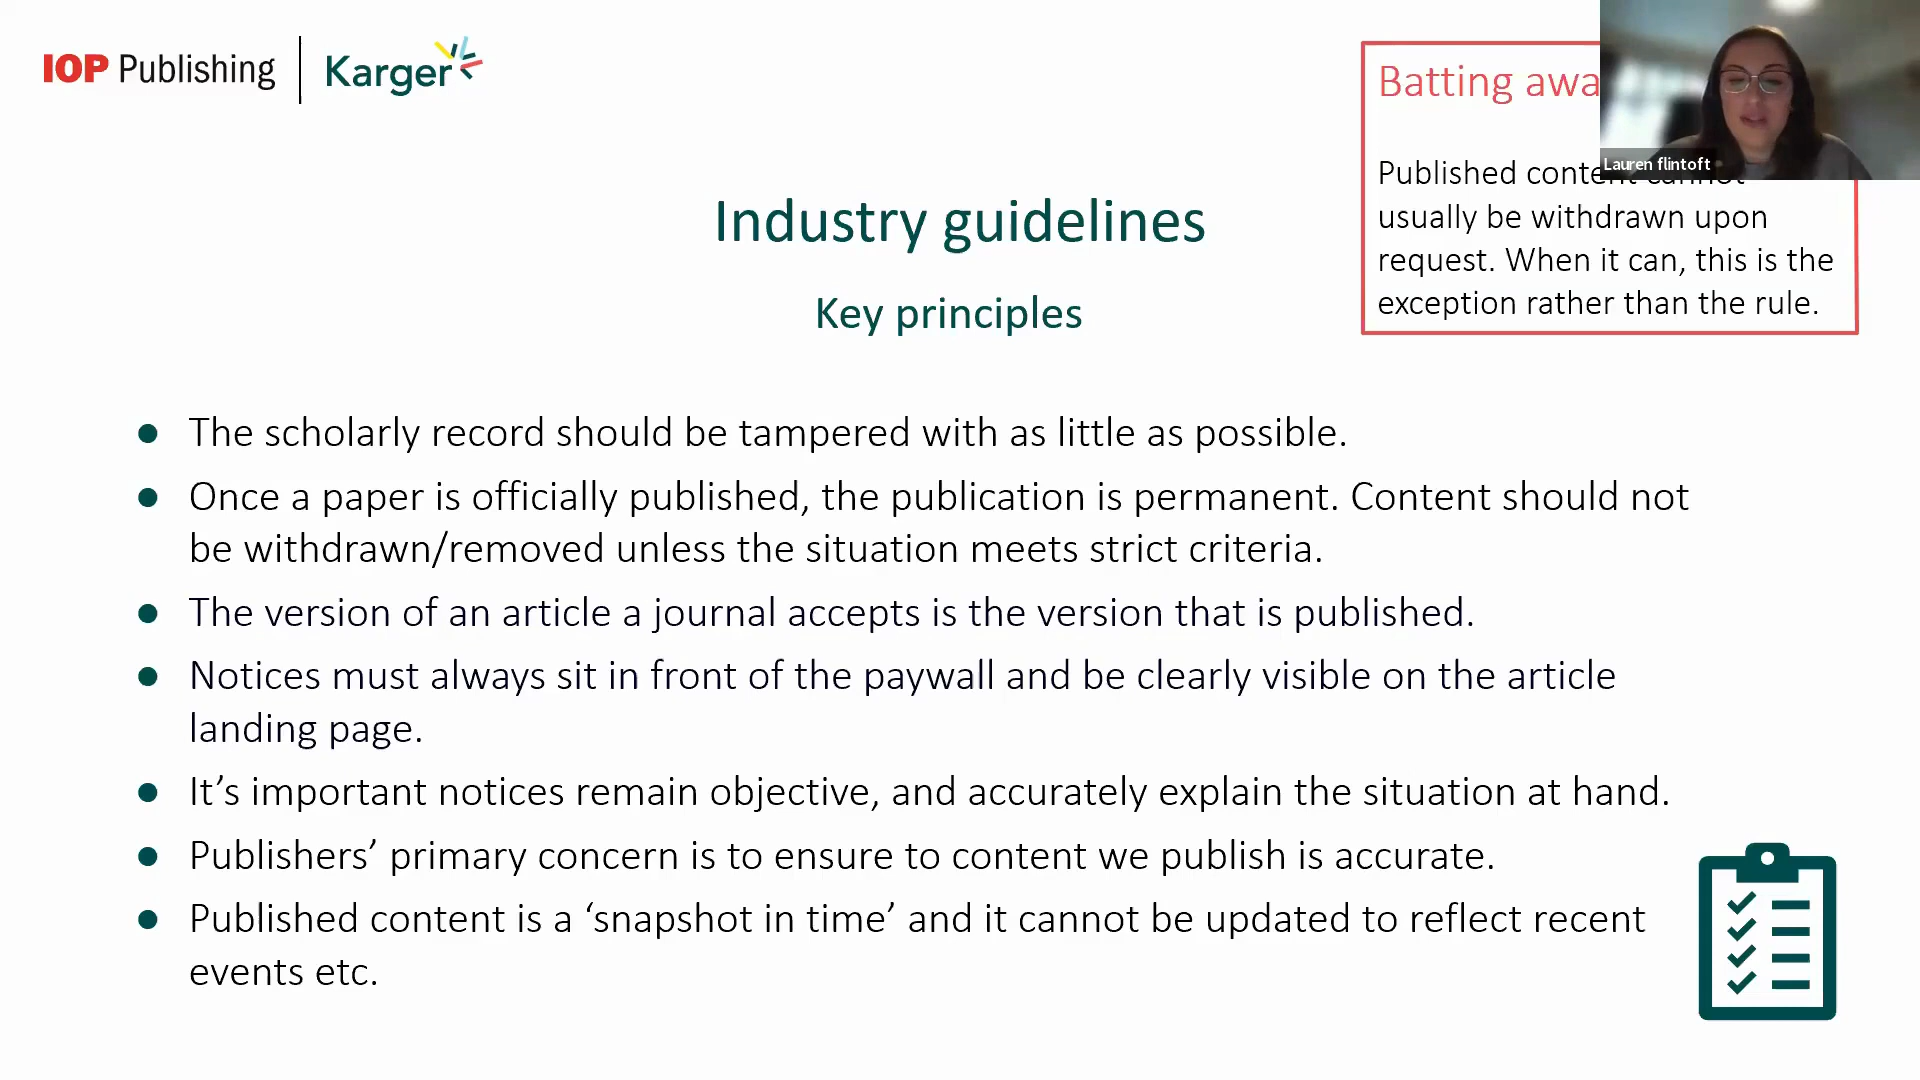 IOP Publishing
Karger
Batting
Lauren flintoft
Published
usually be withdrawn upon
request. When it can, this is the
exception rather than the rule.
Industry guidelines
Key principles
● The scholarly record should be tampered with as little as possible.
● Once a paper is officially published, the publication is permanent. Content should not
be withdrawn/removed unless the situation meets strict criteria.
● The version of an article a journal accepts is the version that is published.
● Notices must always sit in front of the paywall and be clearly visible on the article
landing page.
● It’s important notices remain objective, and accurately explain the situation at hand.
● Publishers’ primary concern is to ensure to content we publish is accurate.
● Published content is a ‘snapshot in time’ and it cannot be updated to reflect recent
events etc.